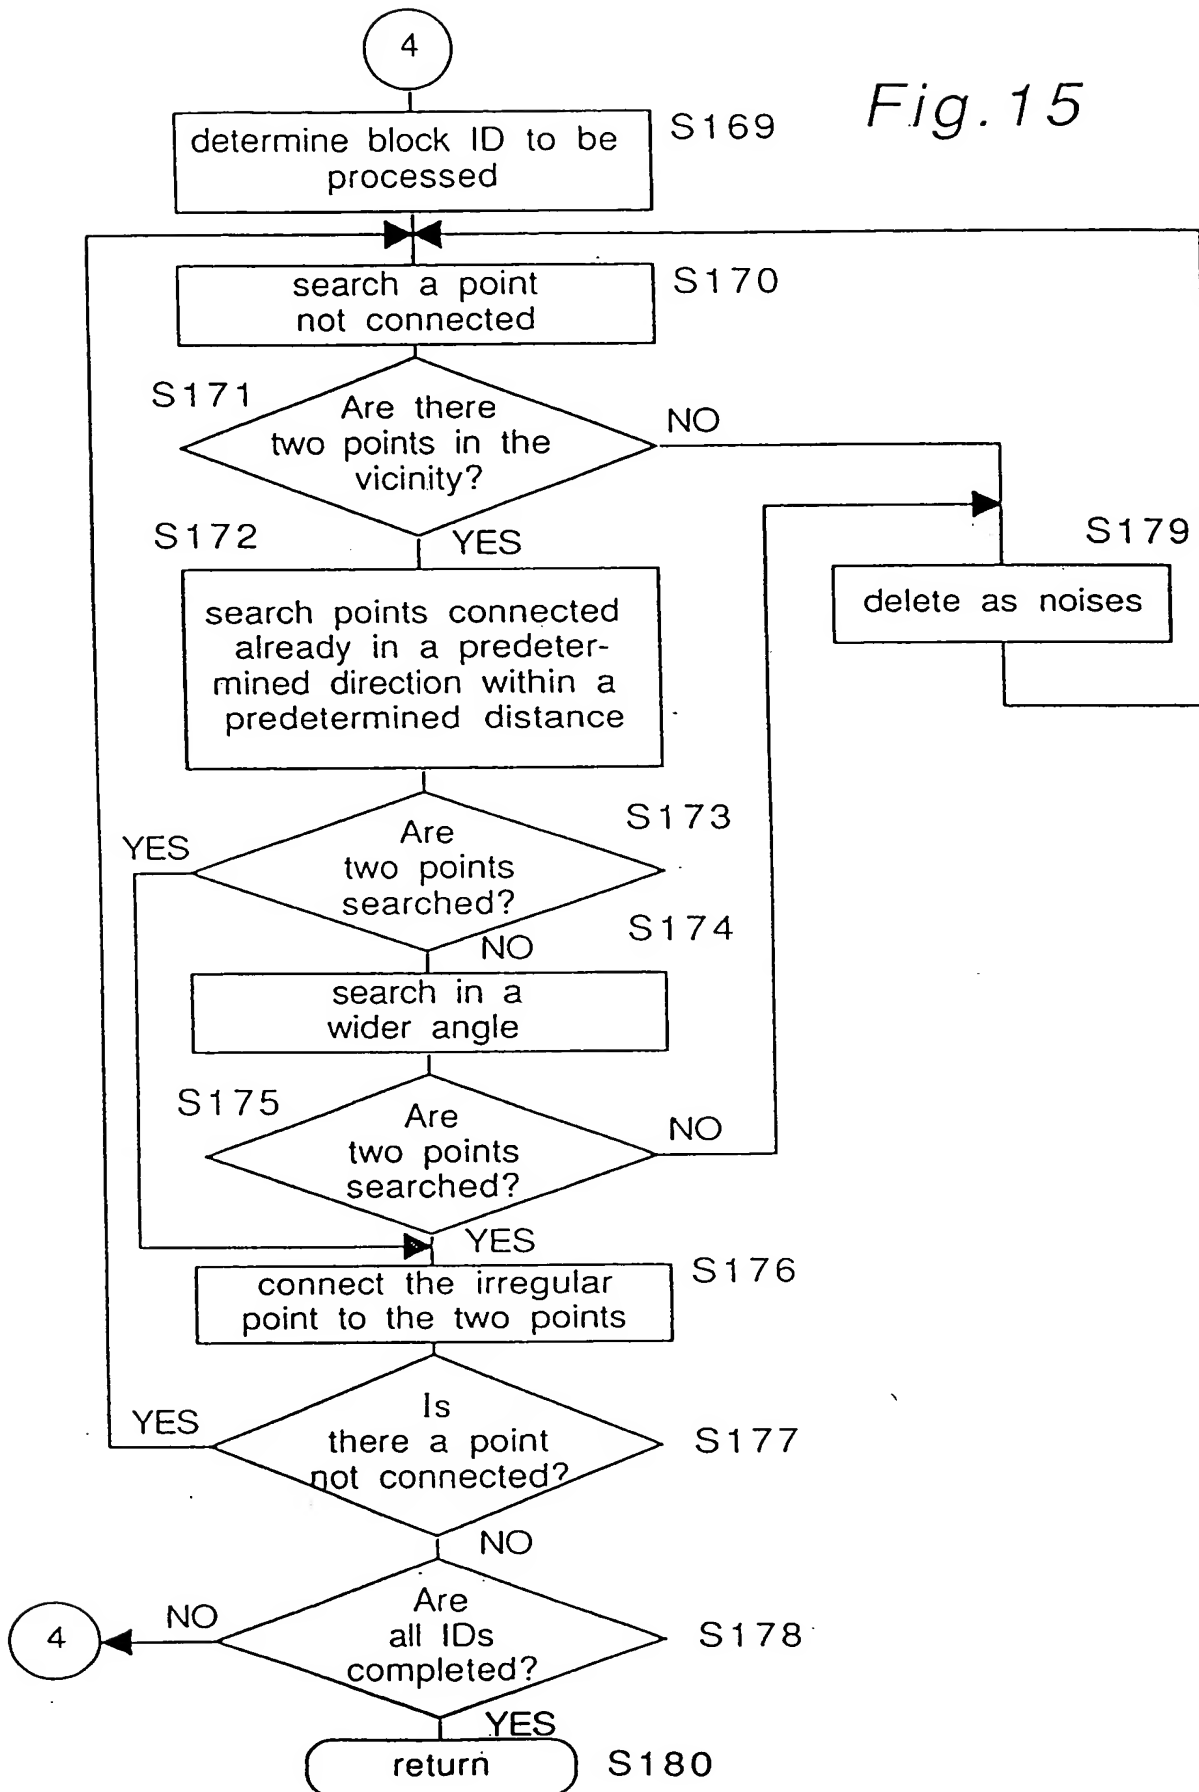 4
Fig.15
determine block ID to be
processed
S169
search a point
not connected
S170
S171
Are there
two points in the
vicinity?
NO
YES
S172
search points connected
already in a predeter-
mined direction within a
predetermined distance
S179
delete as noises
S173
Are
two points
searched?
YES
NO
S174
search in a
wider angle
S175
Are
two points
searched?
NO
YES
S176
connect the irregular
point to the two points
Is
there a point
not connected?
YES
S177
NO
Are
all IDs
completed?
NO
4
S178
YES
return
S180